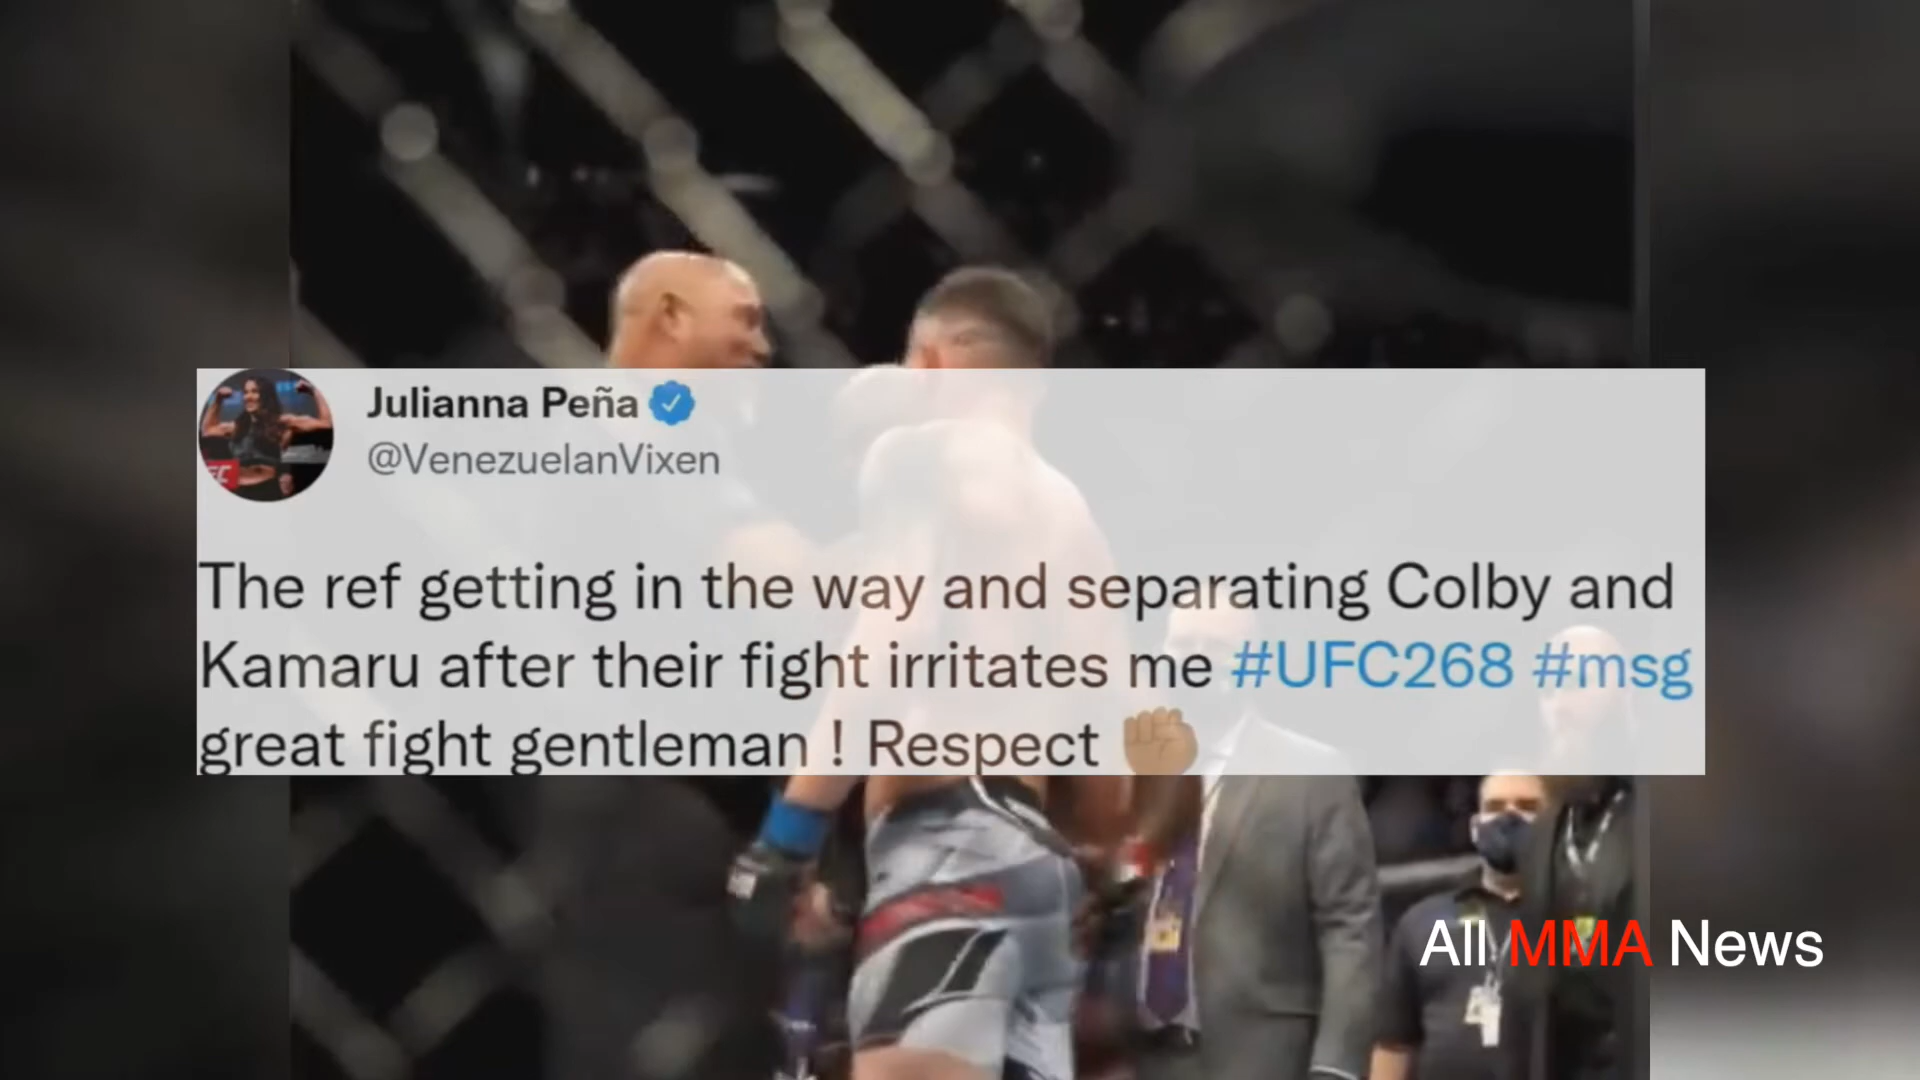 Julianna Peña
@VenezuelanVixen
The ref getting in the way and separating Colby and
Kamaru after their fight irritates me #UFC268 #msg
great fight gentleman ! Respect ✊🏾
All MMA News